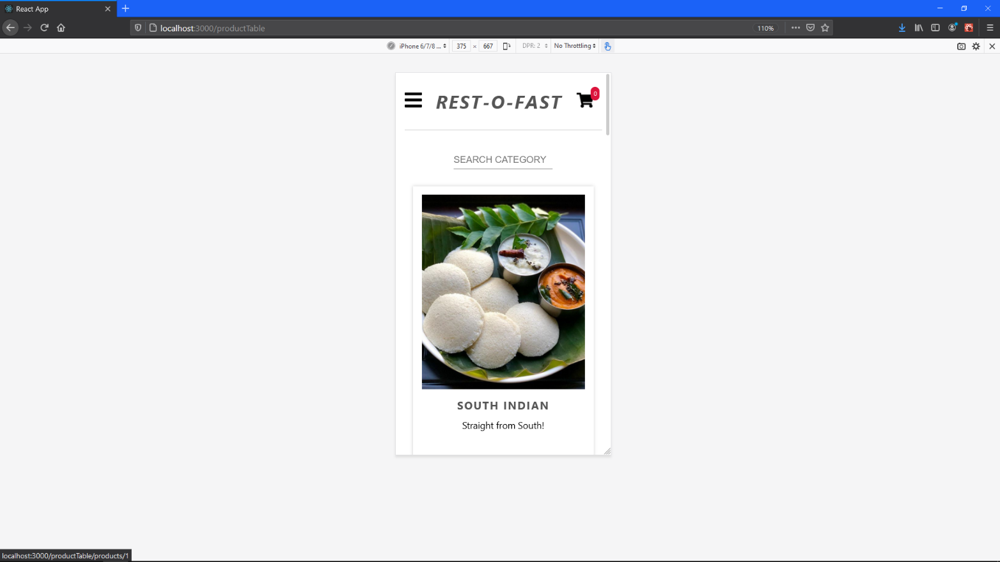 React App
localhost:3000/productTable
110%
iPhone 6/7/8 ...
375 × 667
DPR: 2
No Throttling
REST-O-FAST
0
SEARCH CATEGORY
SOUTH INDIAN
Straight from South!
localhost:3000/productTable/products/1